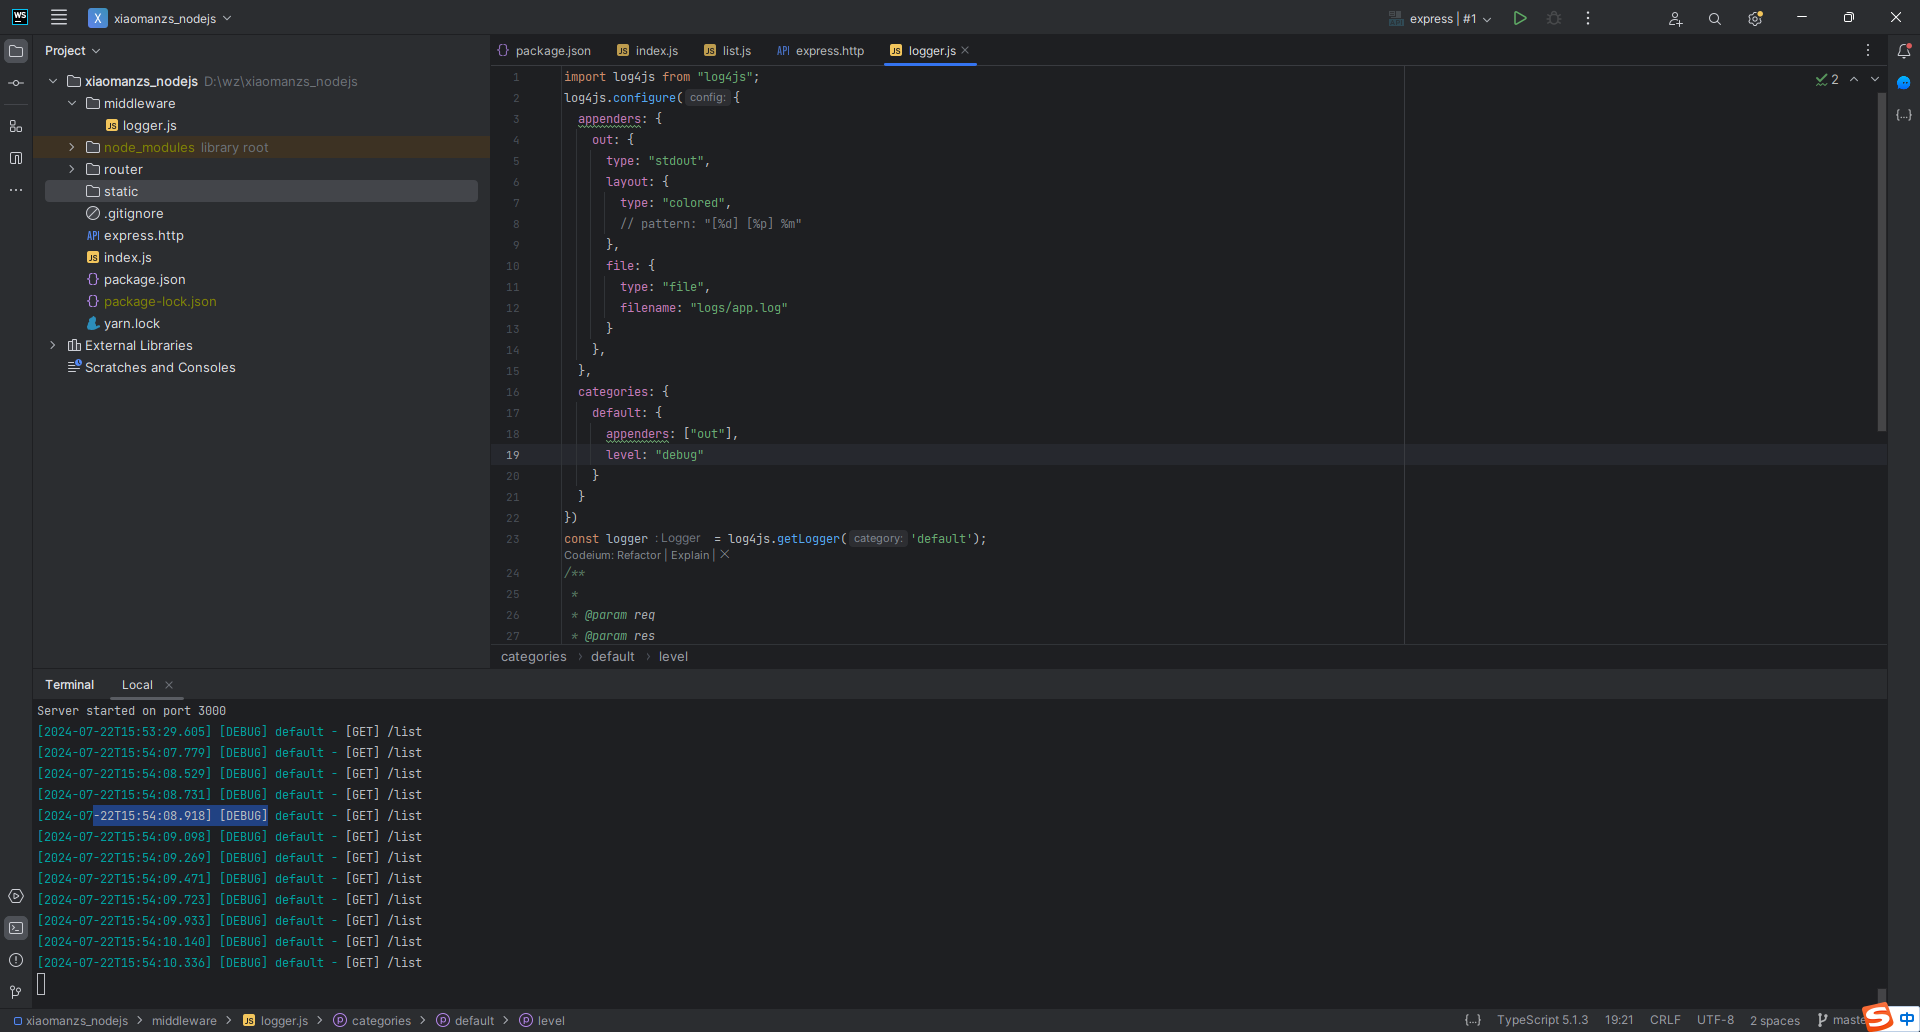 WS
X xiaomanzs_nodejs
express | #1
Project
xiaomanzs_nodejs D:\wz\xiaomanzs_nodejs
middleware
JS logger.js
node_modules library root
router
static
.gitignore
API express.http
JS index.js
{} package.json
{} package-lock.json
yarn.lock
External Libraries
Scratches and Consoles
{} package.json
JS index.js
JS list.js
API express.http
JS logger.js
2
1 import log4js from "log4js";
2 log4js.configure( config: {
3 appenders: {
4 out: {
5 type: "stdout",
6 layout: {
7 type: "colored",
8 // pattern: "[%d] [%p] %m"
9 },
10 file: {
11 type: "file",
12 filename: "logs/app.log"
13 }
14 },
15 },
16 categories: {
17 default: {
18 appenders: ["out"],
19 level: "debug"
20 }
21 }
22 })
23 const logger : Logger = log4js.getLogger( category: 'default');
Codeium: Refactor | Explain | ×
24 /**
25 *
26 * @param req
27 * @param res
categories > default > level
Terminal Local ×
Server started on port 3000
[2024-07-22T15:53:29.605] [DEBUG] default - [GET] /list
[2024-07-22T15:54:07.779] [DEBUG] default - [GET] /list
[2024-07-22T15:54:08.529] [DEBUG] default - [GET] /list
[2024-07-22T15:54:08.731] [DEBUG] default - [GET] /list
[2024-07-22T15:54:08.918] [DEBUG] default - [GET] /list
[2024-07-22T15:54:09.098] [DEBUG] default - [GET] /list
[2024-07-22T15:54:09.269] [DEBUG] default - [GET] /list
[2024-07-22T15:54:09.471] [DEBUG] default - [GET] /list
[2024-07-22T15:54:09.723] [DEBUG] default - [GET] /list
[2024-07-22T15:54:09.933] [DEBUG] default - [GET] /list
[2024-07-22T15:54:10.140] [DEBUG] default - [GET] /list
[2024-07-22T15:54:10.336] [DEBUG] default - [GET] /list
xiaomanzs_nodejs > middleware > JS logger.js > p categories > p default > p level
{...} TypeScript 5.1.3 19:21 CRLF UTF-8 2 spaces maste
S 中